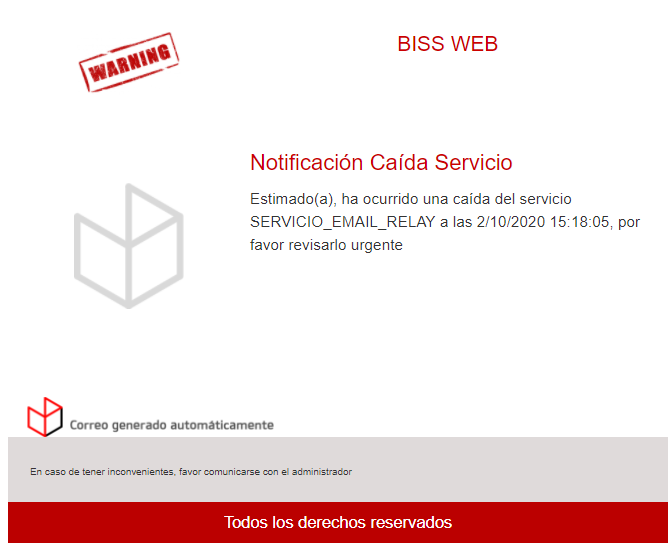 WARNING
BISS WEB
Notificación Caída Servicio
Estimado(a), ha ocurrido una caída del servicio
SERVICIO_EMAIL_RELAY a las 2/10/2020 15:18:05, por
favor revisarlo urgente
Correo generado automáticamente
En caso de tener inconvenientes, favor comunicarse con el administrador
Todos los derechos reservados